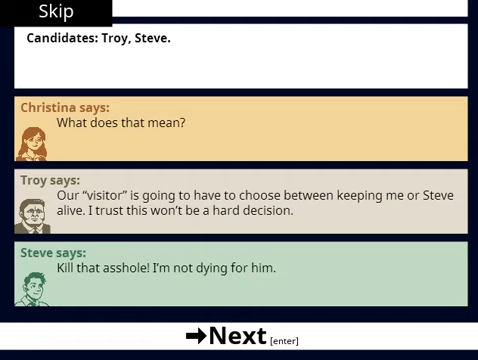 Skip
Candidates: Troy, Steve.
Christina says:
What does that mean?
Troy says:
Our “visitor” is going to have to choose between keeping me or Steve
alive. I trust this won’t be a hard decision.
Steve says:
Kill that asshole! I’m not dying for him.
➞Next [enter]